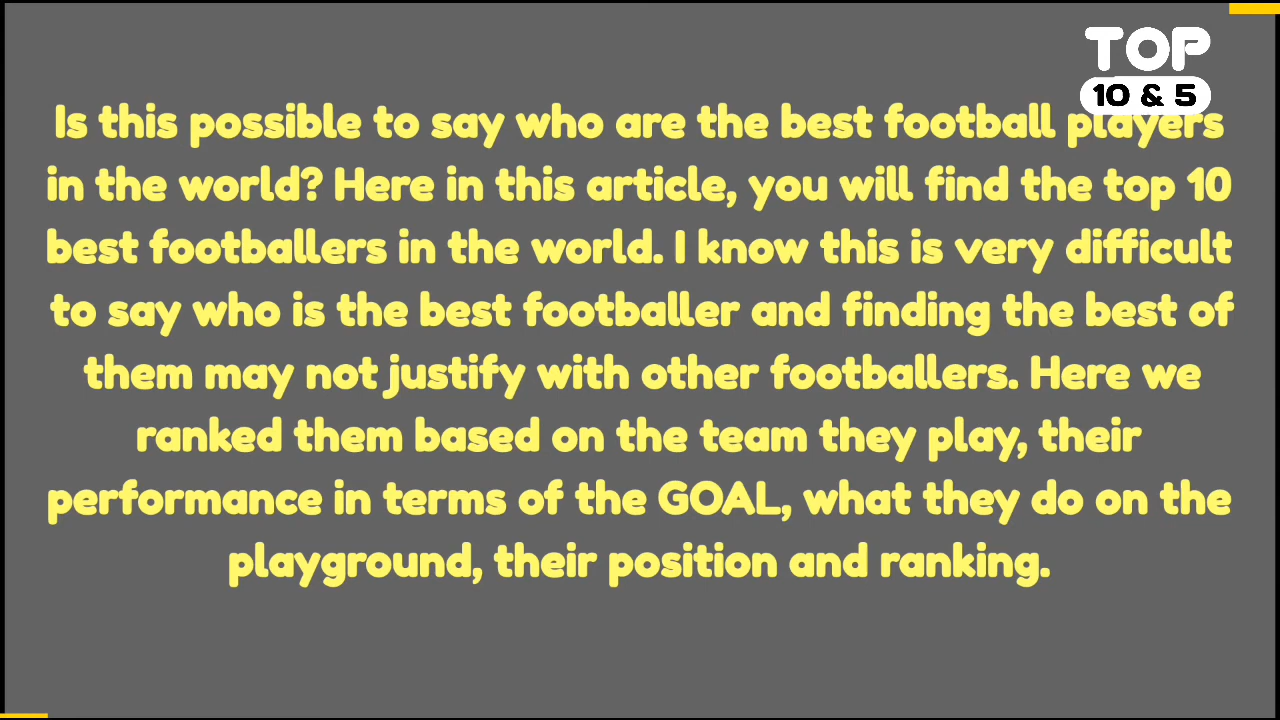 TOP
10 & 5
Is this possible to say who are the best football players
in the world? Here in this article, you will find the top 10
best footballers in the world. I know this is very difficult
to say who is the best footballer and finding the best of
them may not justify with other footballers. Here we
ranked them based on the team they play, their
performance in terms of the GOAL, what they do on the
playground, their position and ranking.